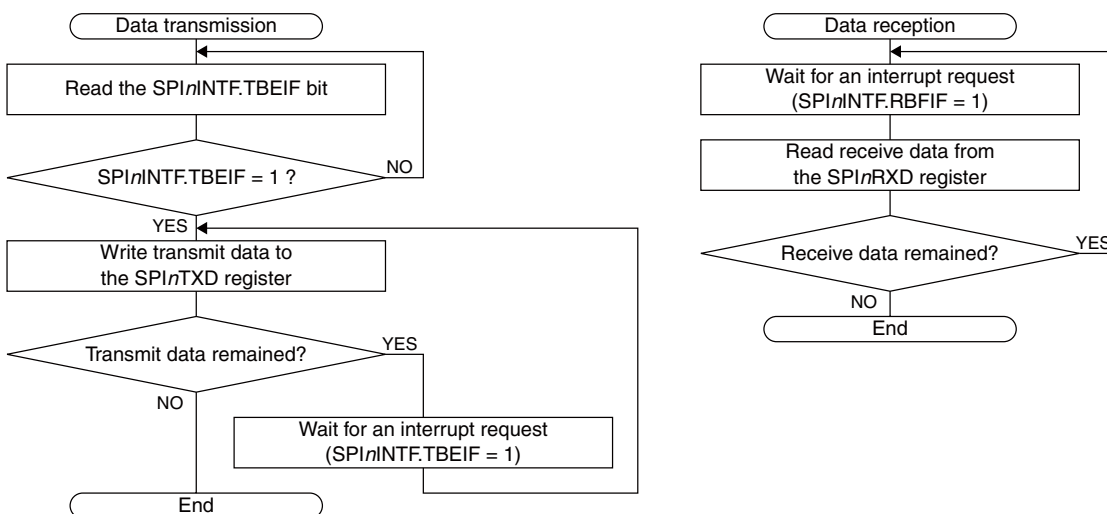 Data transmission
Read the SPInINTF.TBEIF bit
SPInINTF.TBEIF = 1 ?
NO
YES
Write transmit data to
the SPInTXD register
Transmit data remained?
YES
NO
Wait for an interrupt request
(SPInINTF.TBEIF = 1)
End
Data reception
Wait for an interrupt request
(SPInINTF.RBFIF = 1)
Read receive data from
the SPInRXD register
Receive data remained?
YES
NO
End